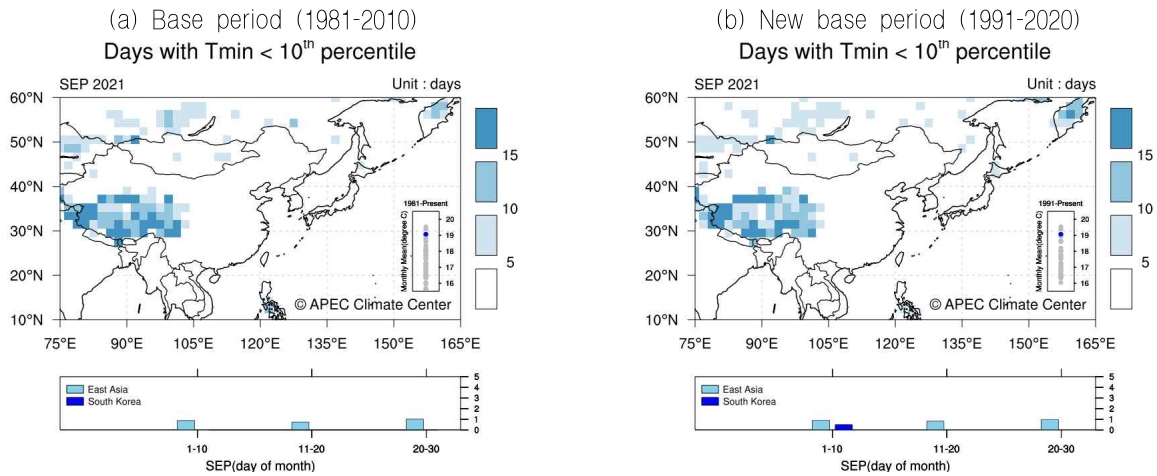 (a) Base period (1981-2010)
Days with Tmin < 10th percentile
SEP 2021 Unit : days
60°N
50°N
40°N
30°N
20°N
10°N
75°E 90°E 105°E 120°E 135°E 150°E 165°E
15
10
5
1981-Present
Monthly Mean(degree C)
20
19
18
17
16
© APEC Climate Center
East Asia
South Korea
5
4
3
2
1
0
1-10 11-20 20-30
SEP(day of month)
(b) New base period (1991-2020)
Days with Tmin < 10th percentile
SEP 2021 Unit : days
60°N
50°N
40°N
30°N
20°N
10°N
75°E 90°E 105°E 120°E 135°E 150°E 165°E
15
10
5
1991-Present
Monthly Mean(degree C)
20
19
18
17
16
© APEC Climate Center
East Asia
South Korea
5
4
3
2
1
0
1-10 11-20 20-30
SEP(day of month)